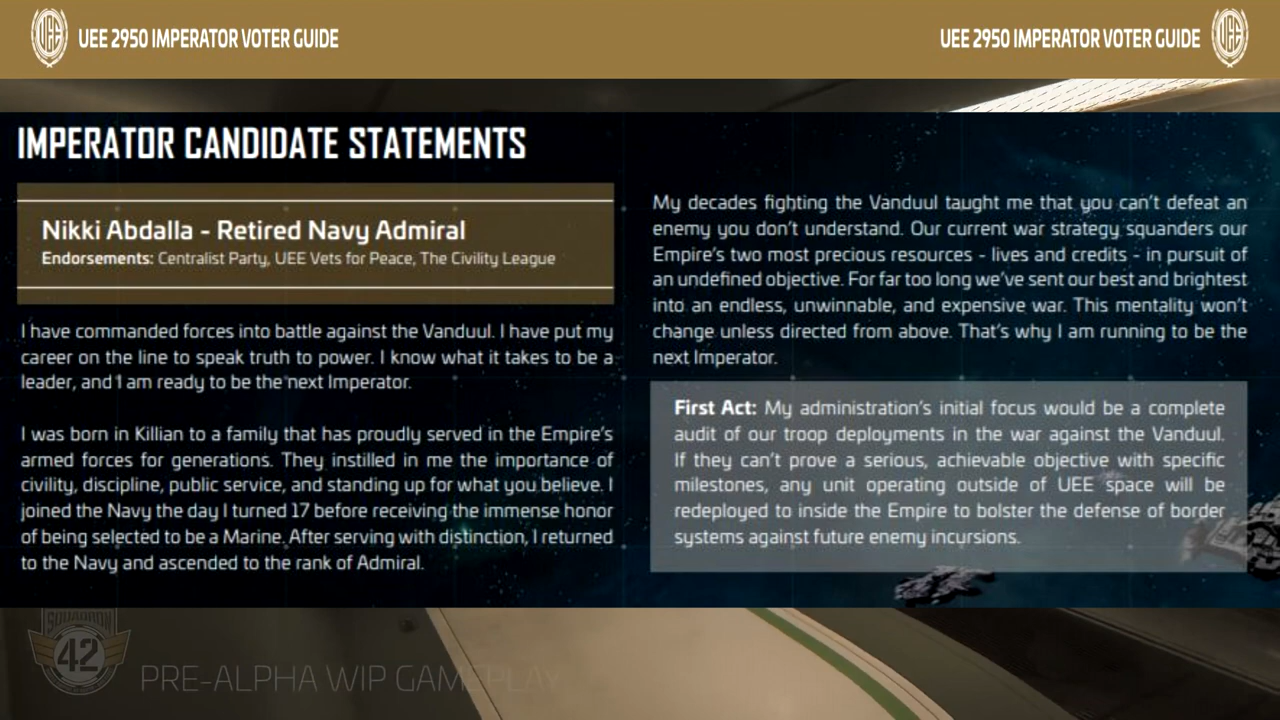 UEE
UEE 2950 IMPERATOR VOTER GUIDE
UEE 2950 IMPERATOR VOTER GUIDE
UEE
IMPERATOR CANDIDATE STATEMENTS
Nikki Abdalla - Retired Navy Admiral
Endorsements: Centralist Party, UEE Vets for Peace, The Civility League
I have commanded forces into battle against the Vanduul. I have put my
career on the line to speak truth to power. I know what it takes to be a
leader, and I am ready to be the next Imperator.
I was born in Killian to a family that has proudly served in the Empire's
armed forces for generations. They instilled in me the importance of
civility, discipline, public service, and standing up for what you believe. I
joined the Navy the day I turned 17 before receiving the immense honor
of being selected to be a Marine. After serving with distinction, I returned
to the Navy and ascended to the rank of Admiral.
My decades fighting the Vanduul taught me that you can't defeat an
enemy you don't understand. Our current war strategy squanders our
Empire's two most precious resources - lives and credits - in pursuit of
an undefined objective. For far too long we've sent our best and brightest
into an endless, unwinnable, and expensive war. This mentality won't
change unless directed from above. That's why I am running to be the
next Imperator.
First Act: My administration's initial focus would be a complete
audit of our troop deployments in the war against the Vanduul.
If they can't prove a serious, achievable objective with specific
milestones, any unit operating outside of UEE space will be
redeployed to inside the Empire to bolster the defense of border
systems against future enemy incursions.
SQUADRON
42
PRE-ALPHA WIP GAMEPLAY